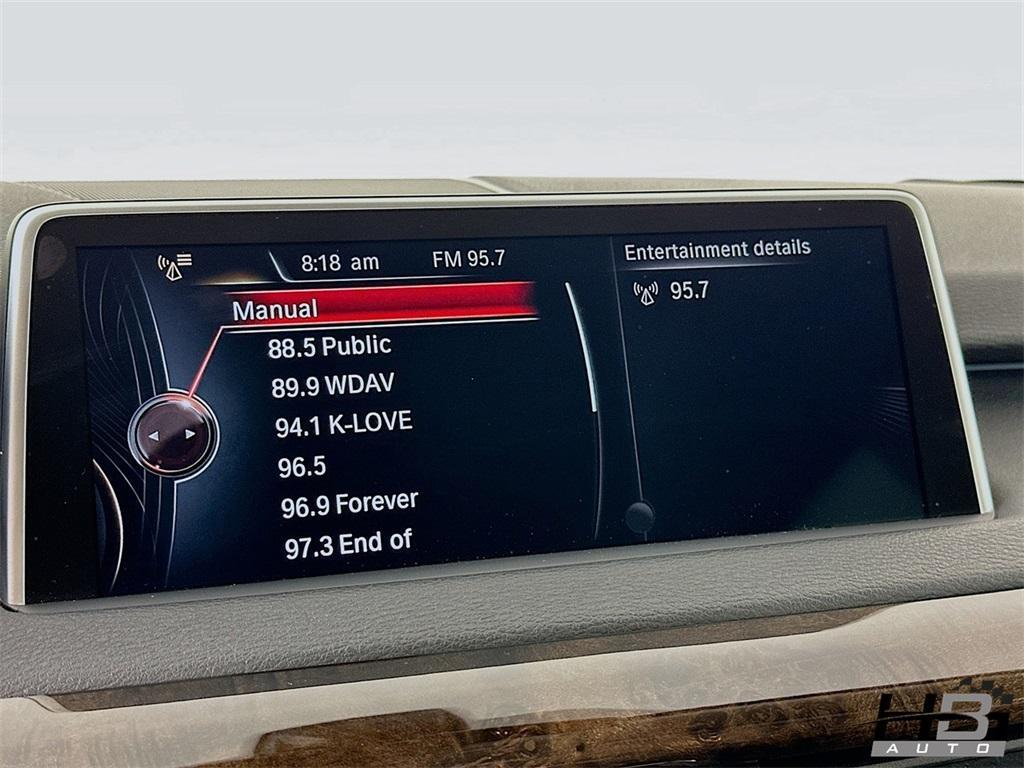 8:18 am FM 95.7
Manual
88.5 Public
89.9 WDAV
94.1 K-LOVE
96.5
96.9 Forever
97.3 End of
Entertainment details
95.7
HB
AUTO